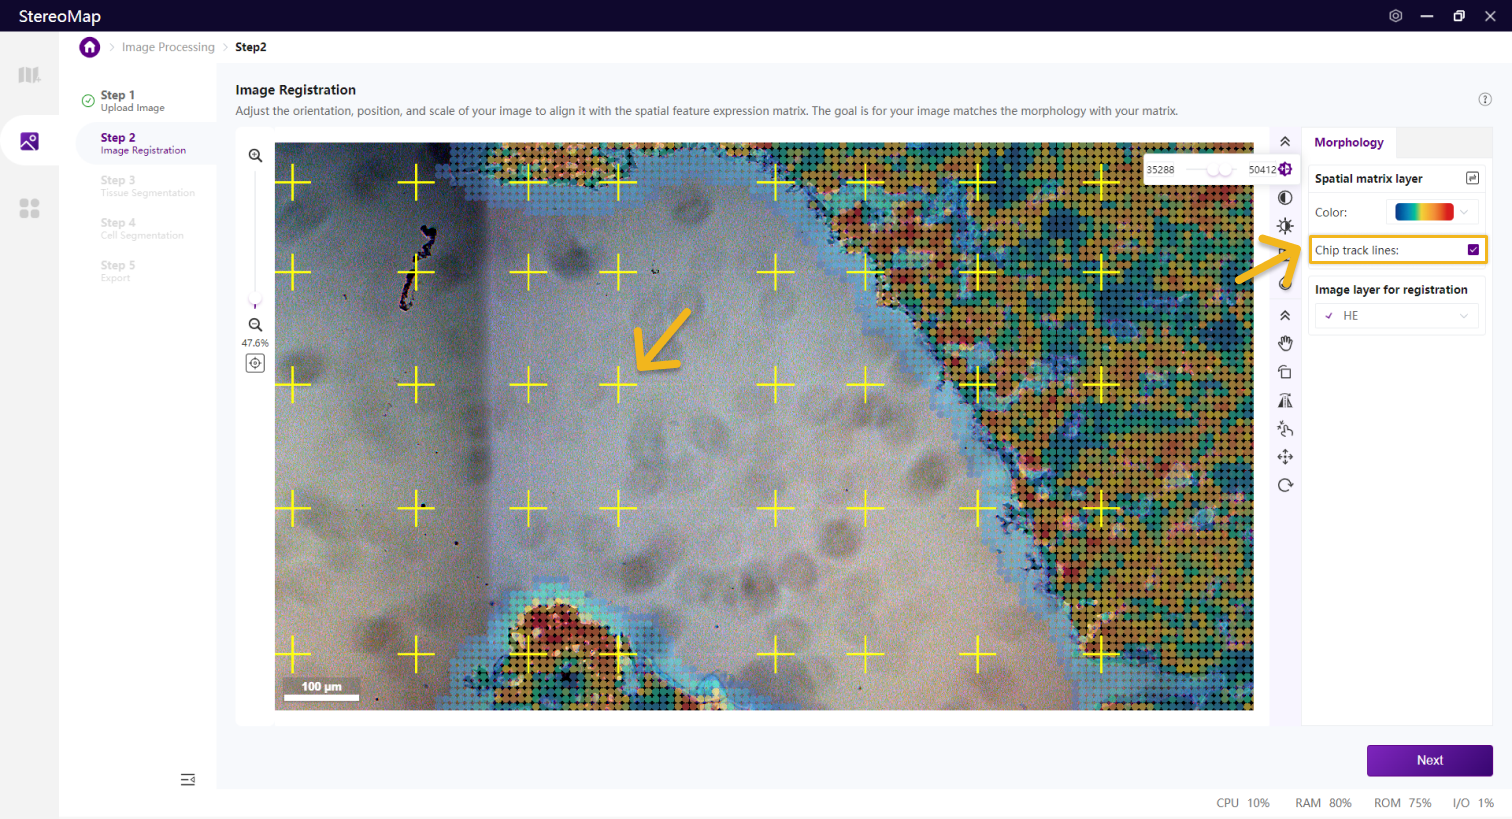 StereoMap
Image Processing
Step2
Step 1
Upload Image
Step 2
Image Registration
Step 3
Tissue Segmentation
Step 4
Cell Segmentation
Step 5
Export
Image Registration
Adjust the orientation, position, and scale of your image to align it with the spatial feature expression matrix. The goal is for your image matches the morphology with your matrix.
47.6%
35288
50412
100 μm
Morphology
Spatial matrix layer
Color:
Chip track lines:
Image layer for registration
HE
Next
CPU 10% RAM 80% ROM 75% I/O 1%